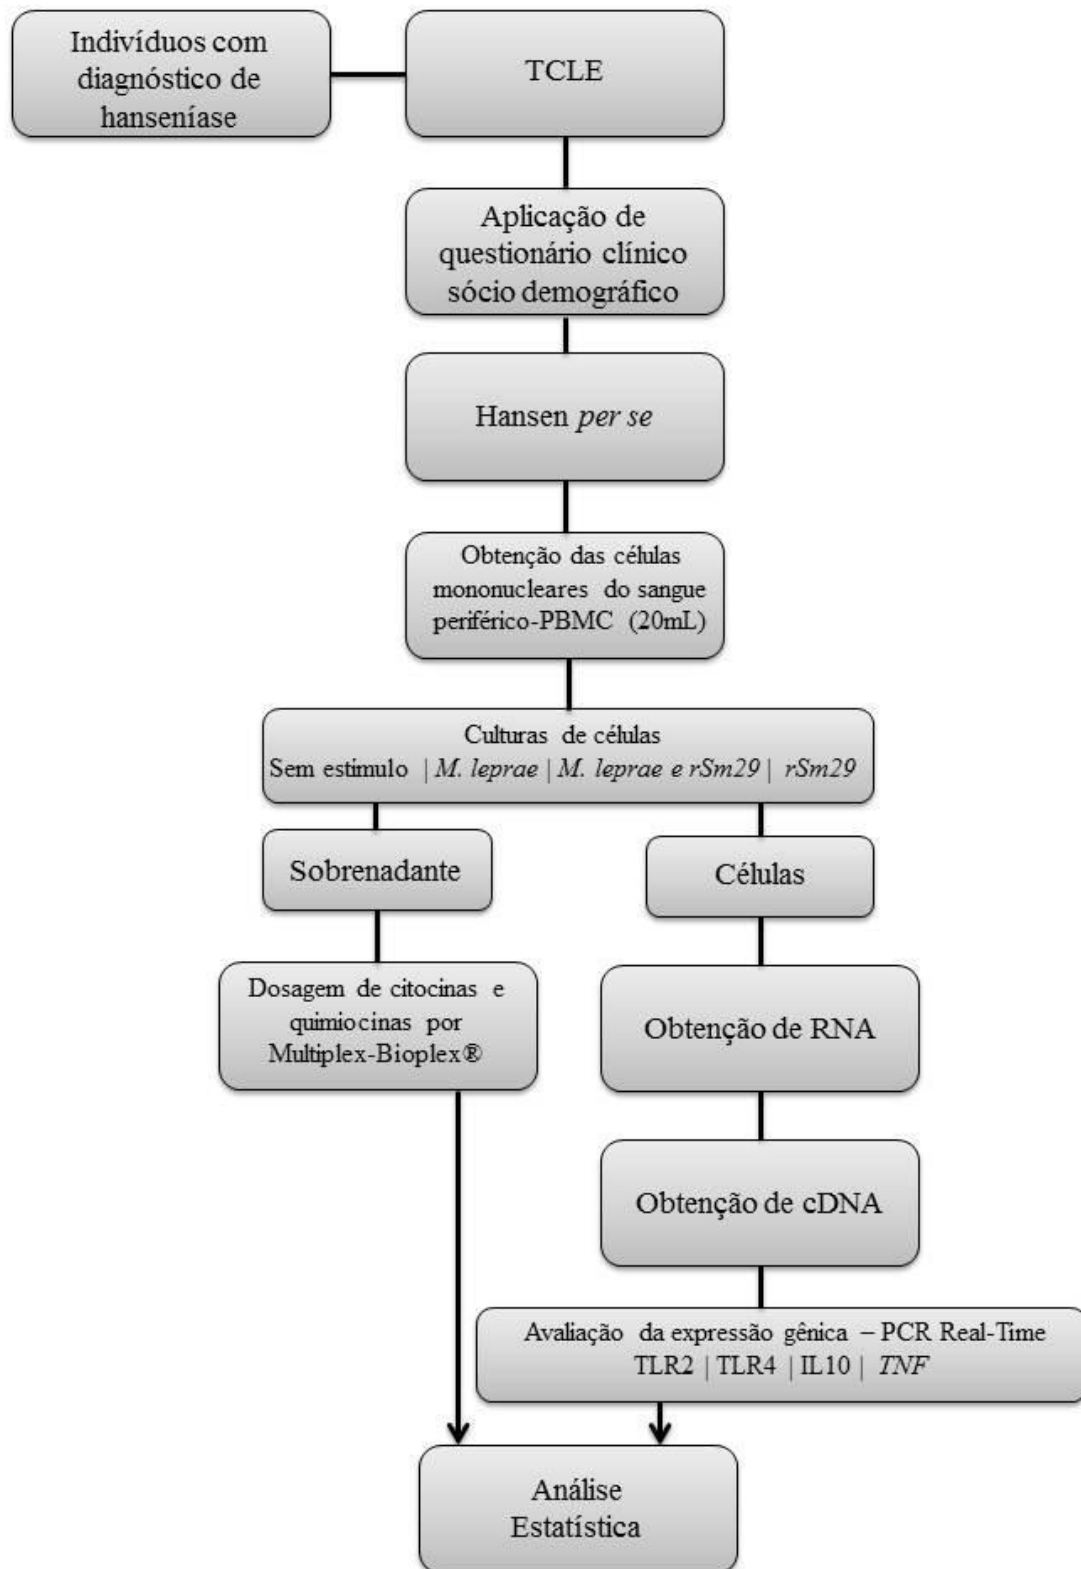 Indivíduos com
diagnóstico de
hanseníase
TCLE
Aplicação de
questionário clínico
sócio demográfico
Hansen per se
Obtenção das células
mononucleares do sangue
periférico-PBMC (20mL)
Culturas de células
Sem estimulo | M. leprae | M. leprae e rSm29 | rSm29
Sobrenadante
Células
Dosagem de citocinas e
quimiocinas por
Multiplex-Bioplex®
Obtenção de RNA
Obtenção de cDNA
Avaliação da expressão gênica – PCR Real-Time
TLR2 | TLR4 | IL10 | TNF
Análise
Estatística